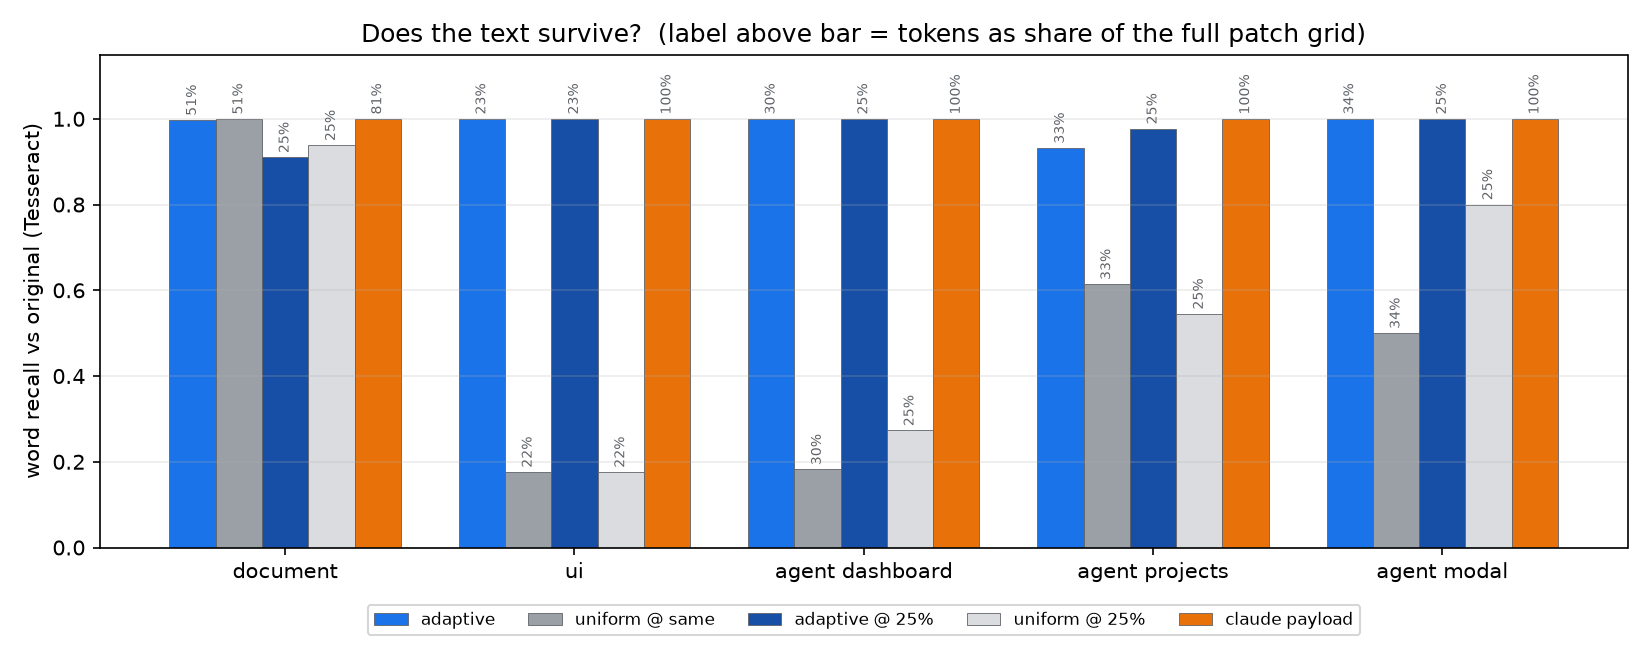 Does the text survive?  (label above bar = tokens as share of the full patch grid)
word recall vs original (Tesseract)
1.0
0.8
0.6
0.4
0.2
0.0
51% 51% 25% 25% 81%
23% 22% 23% 22% 100%
30% 30% 25% 25% 100%
33% 33% 25% 25% 100%
34% 34% 25% 25% 100%
document ui agent dashboard agent projects agent modal
adaptive uniform @ same adaptive @ 25% uniform @ 25% claude payload